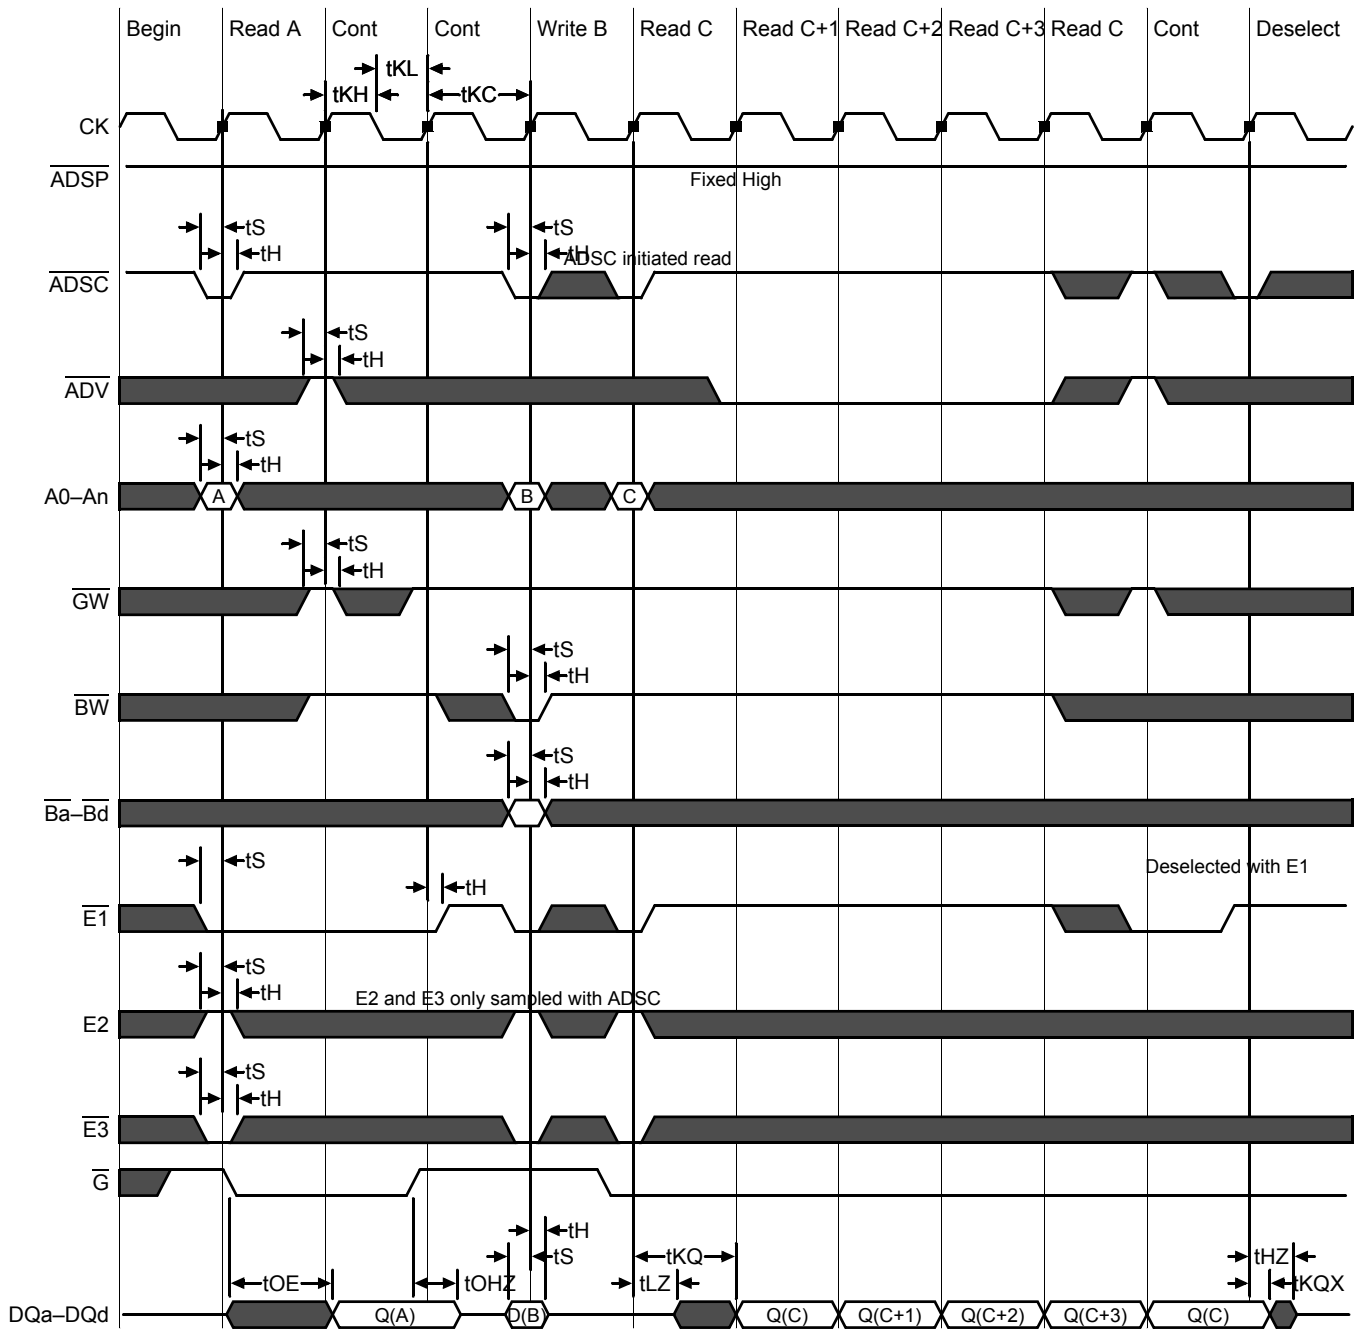 Begin Read A Cont Cont Write B Read C Read C+1 Read C+2 Read C+3 Read C Cont Deselect
tKL
tKH tKC
CK
ADSP
Fixed High
tS tS
tH tH
ADSC initiated read
ADSC
tS
tH
ADV
tS
tH
A0–An A B C
tS
tH
GW
tS
tH
BW
tS
tH
Ba–Bd
tS
Deselected with E1
tH
E1
tS
tH
E2 and E3 only sampled with ADSC
E2
tS
tH
E3
G
tH
tS tKQ tHZ
tOE tOHZ tLZ tKQX
DQa–DQd Q(A) D(B) Q(C) Q(C+1) Q(C+2) Q(C+3) Q(C)